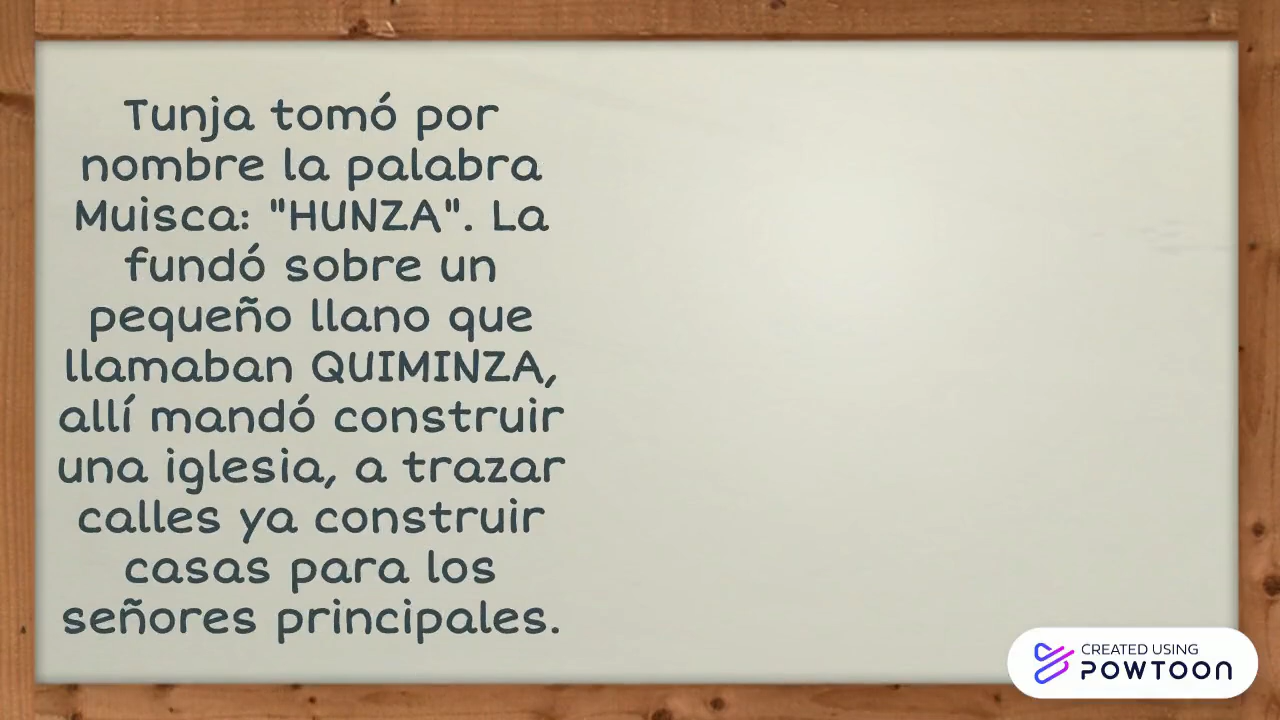 Tunja tomó por
nombre la palabra
Muisca: "HUNZA". La
fundó sobre un
pequeño llano que
llamaban QUIMINZA,
allí mandó construir
una iglesia, a trazar
calles ya construir
casas para los
señores principales.
CREATED USING
POWTOON